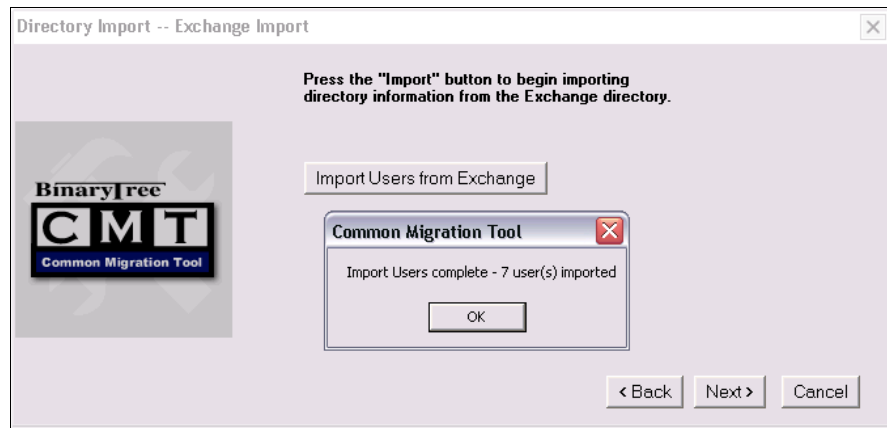 Directory Import -- Exchange Import
Press the "Import" button to begin importing
directory information from the Exchange directory.
Import Users from Exchange
BinaryTree
CMT
Common Migration Tool
Common Migration Tool
Import Users complete - 7 user(s) imported
OK
< Back
Next >
Cancel